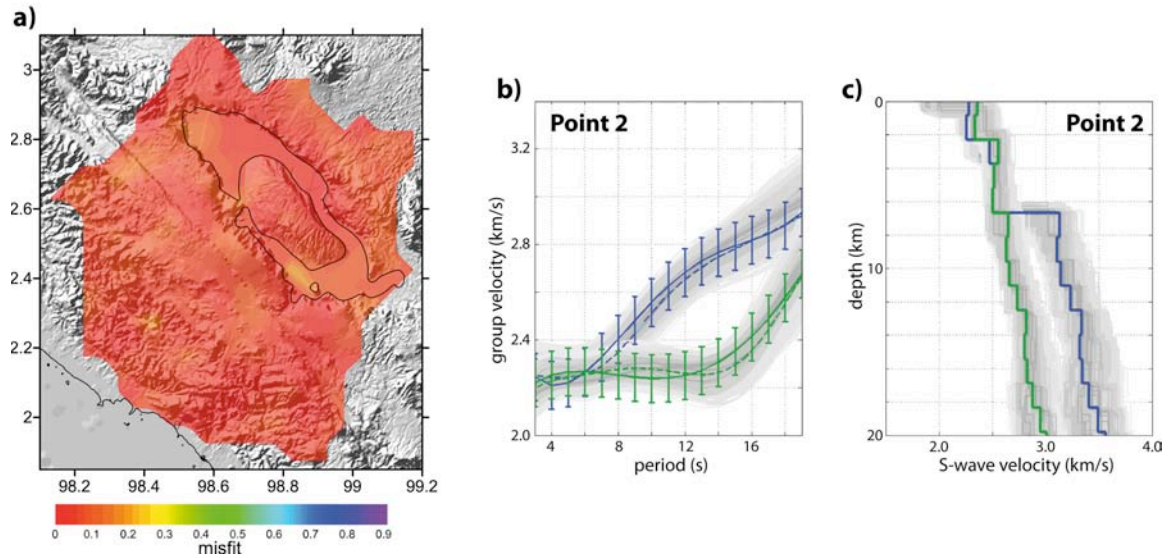 a)
3
2.8
2.6
2.4
2.2
2
98.2 98.4 98.6 98.8 99 99.2
0 0.1 0.2 0.3 0.4 0.5 0.6 0.7 0.8 0.9
misfit
b)
Point 2
group velocity (km/s)
3.2
2.8
2.4
2.0
4 8 12 16
period (s)
c)
Point 2
depth (km)
0
10
20
2.0 3.0 4.0
S-wave velocity (km/s)